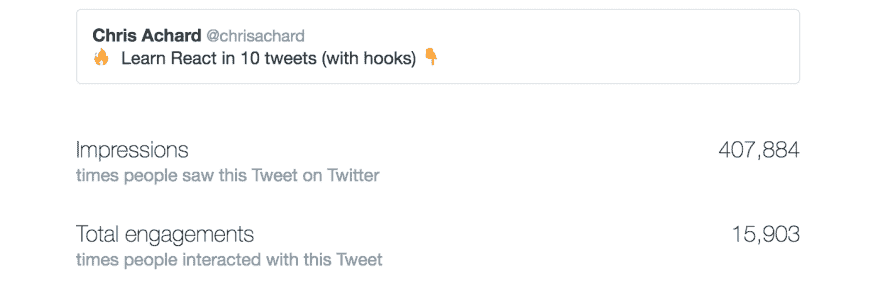 Chris Achard @chrisachard
🔥 Learn React in 10 tweets (with hooks) 👇
Impressions 407,884
times people saw this Tweet on Twitter
Total engagements 15,903
times people interacted with this Tweet